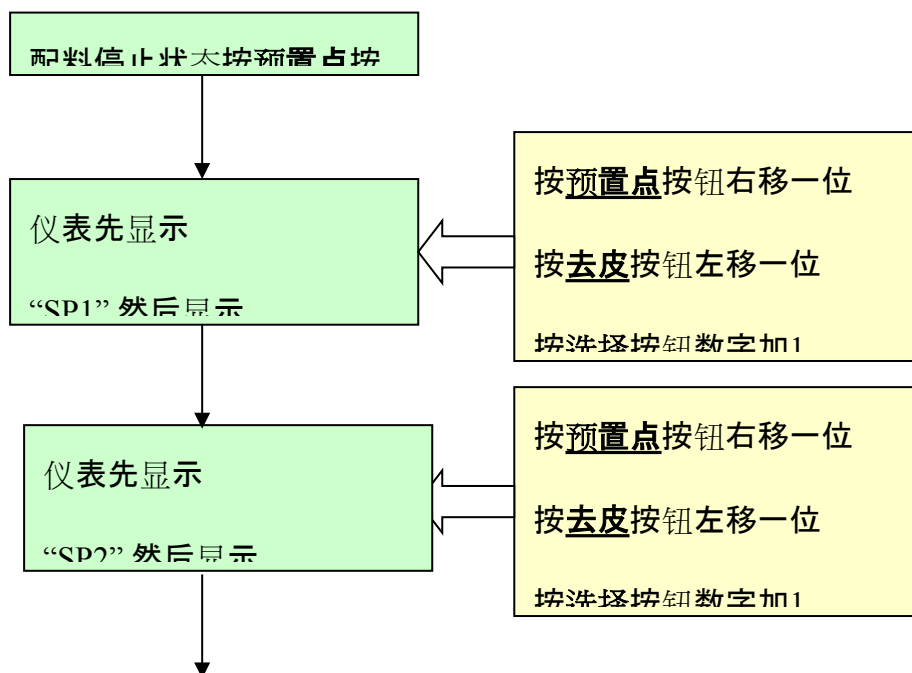 配料停止状态按预置点按
仪表先显示
“SP1” 然后显示
按预置点按钮右移一位
按去皮按钮左移一位
按选择按钮数字加1
仪表先显示
“SP2” 然后显示
按预置点按钮右移一位
按去皮按钮左移一位
按选择按钮数字加1